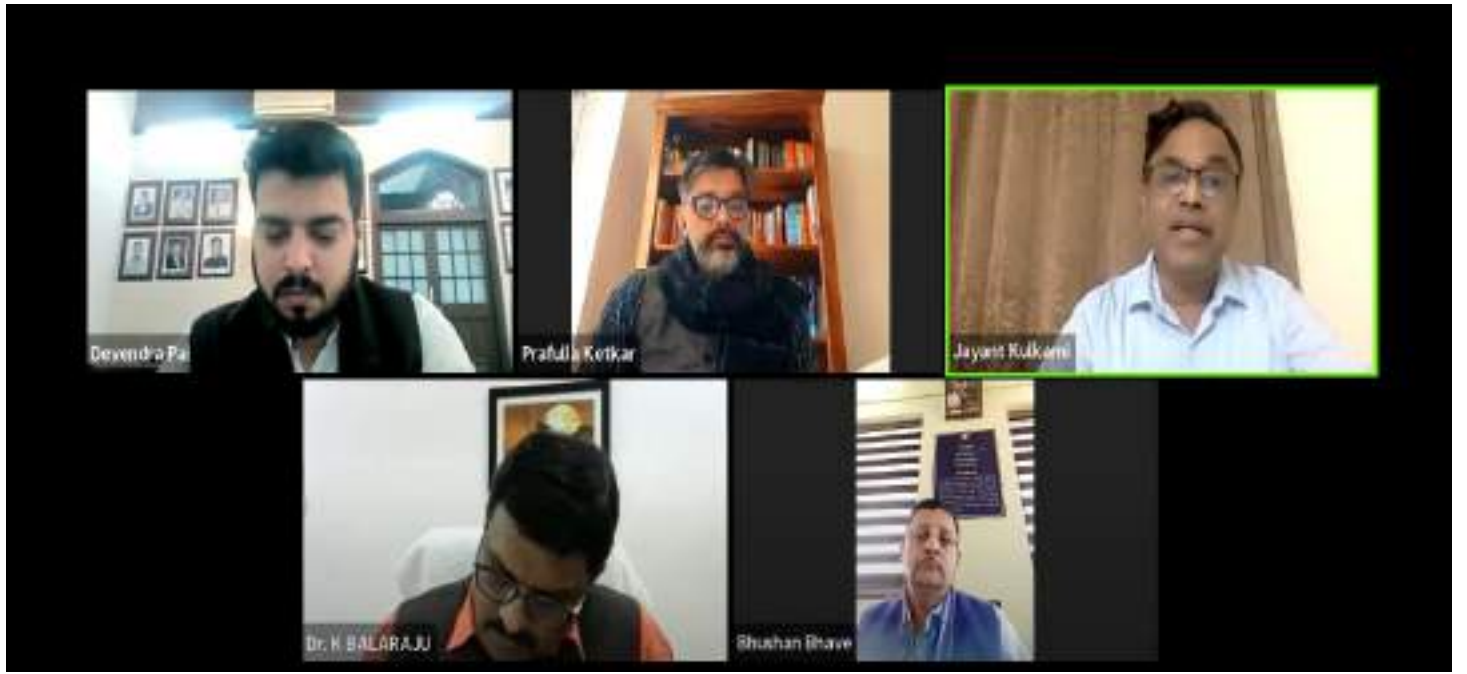 Devendra Pa
Prafulla Ketkar
Jayant Kulkarni
Dr. K BALARAJU
Bhushan Bhave